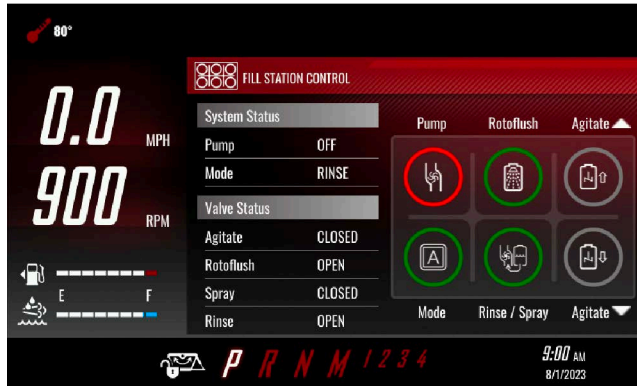 80°
FILL STATION CONTROL
0.0 MPH
900 RPM
E F
System Status
Pump OFF
Mode RINSE
Valve Status
Agitate CLOSED
Rotoflush OPEN
Spray CLOSED
Rinse OPEN
Pump Rotoflush Agitate
A
Mode Rinse / Spray Agitate
P R N M 1 2 3 4
9:00 AM
8/1/2023